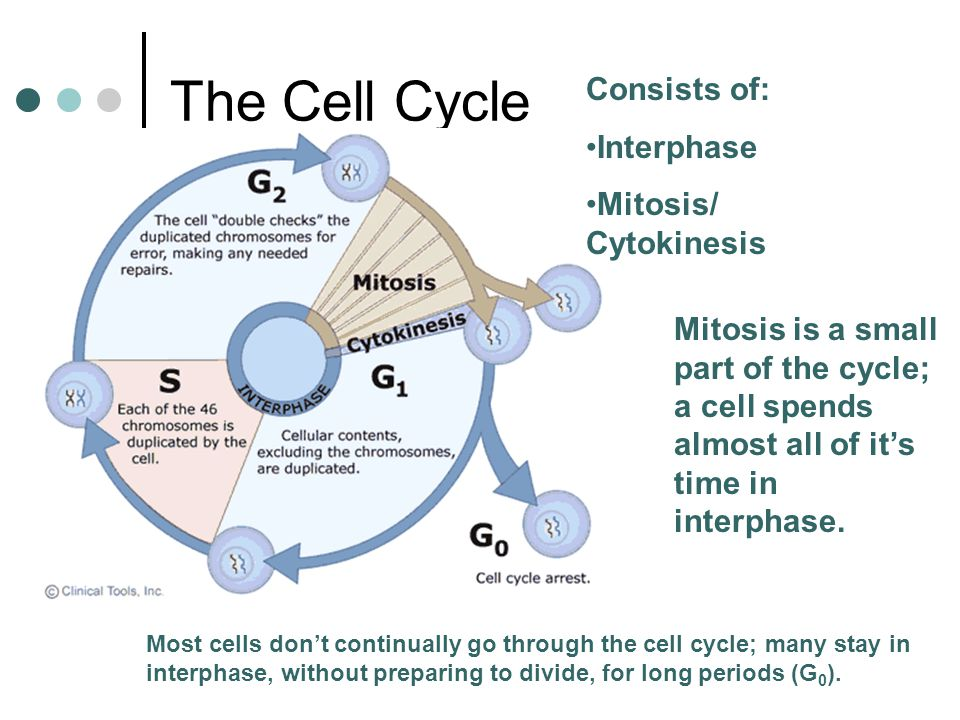 The Cell Cycle
Consists of:
•Interphase
•Mitosis/
Cytokinesis
G₂
The cell "double checks" the
duplicated chromosomes for
error, making any needed
repairs.
Mitosis
Cytokinesis
INTERPHASE
S
Each of the 46
chromosomes is
duplicated by the
cell.
G₁
Cellular contents,
excluding the chromosomes,
are duplicated.
G₀
Cell cycle arrest.
© Clinical Tools, Inc.
Mitosis is a small
part of the cycle;
a cell spends
almost all of it’s
time in
interphase.
Most cells don’t continually go through the cell cycle; many stay in
interphase, without preparing to divide, for long periods (G₀).